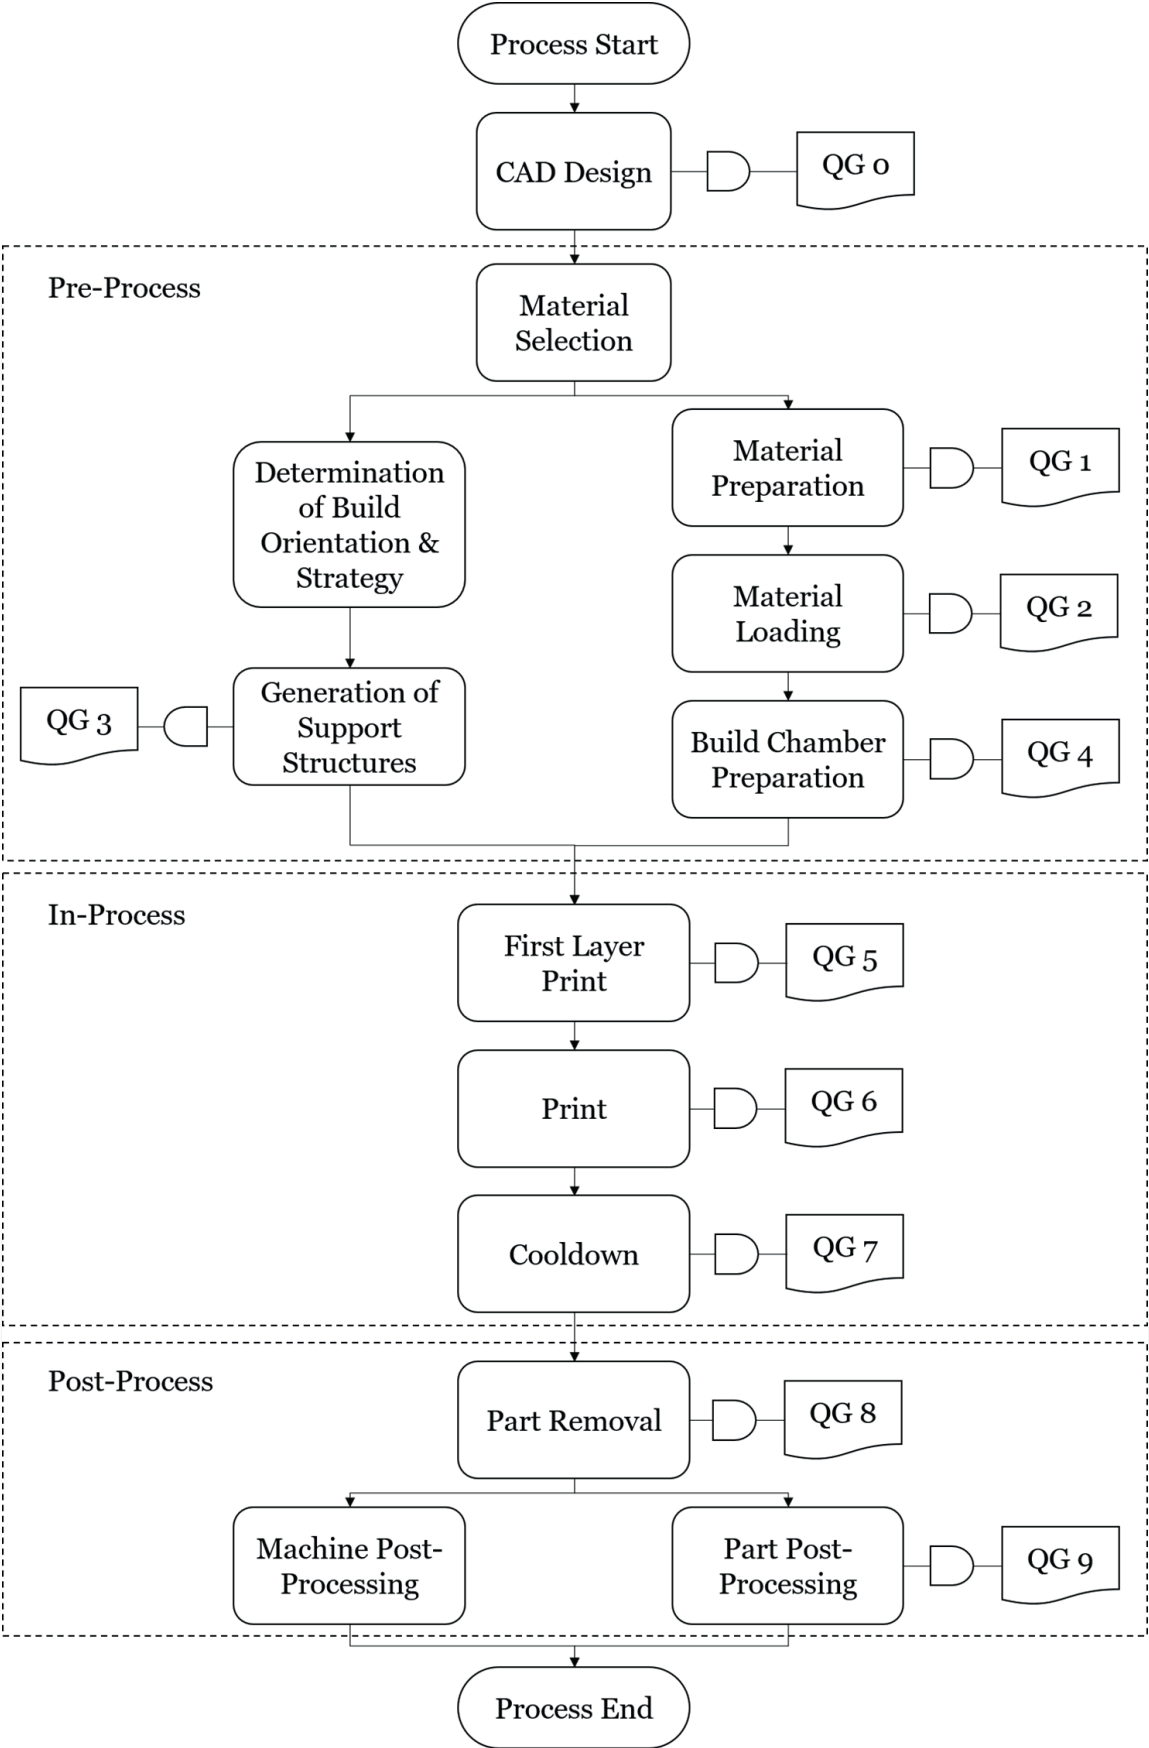 Process Start
CAD Design
QG 0
Pre-Process
Material
Selection
Determination
of Build
Orientation &
Strategy
Material
Preparation
QG 1
Material
Loading
QG 2
Generation of
Support
Structures
QG 3
Build Chamber
Preparation
QG 4
In-Process
First Layer
Print
QG 5
Print
QG 6
Cooldown
QG 7
Post-Process
Part Removal
QG 8
Machine Post-
Processing
Part Post-
Processing
QG 9
Process End